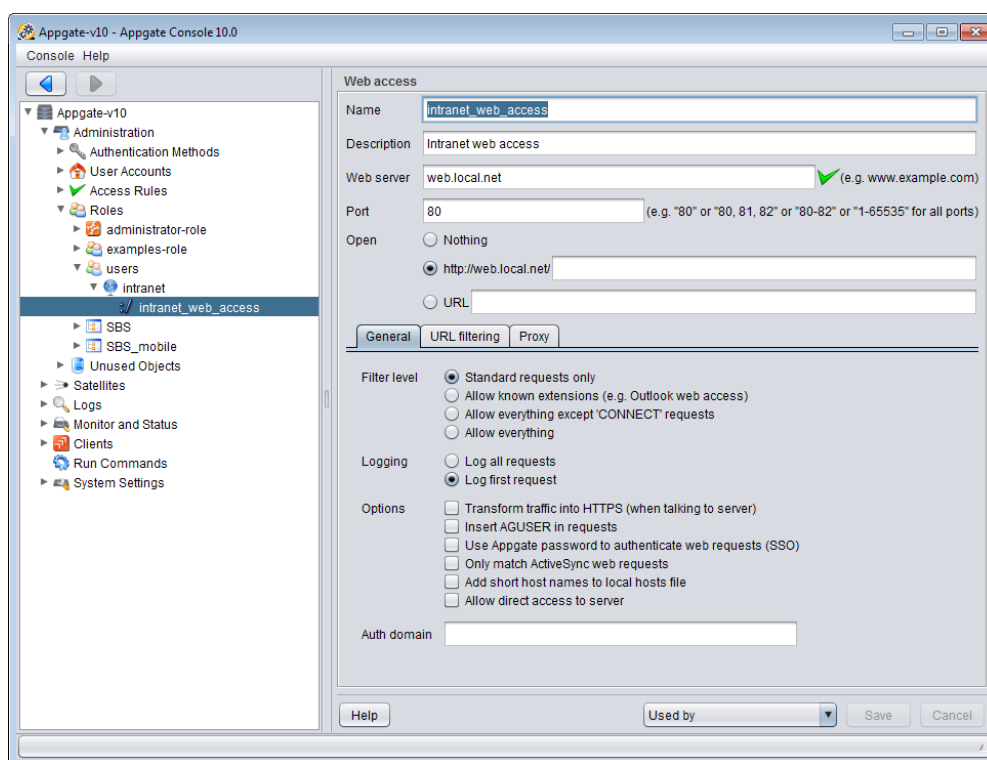 Appgate-v10 - Appgate Console 10.0
Console Help
Appgate-v10
Administration
Authentication Methods
User Accounts
Access Rules
Roles
administrator-role
examples-role
users
intranet
intranet_web_access
SBS
SBS_mobile
Unused Objects
Satellites
Logs
Monitor and Status
Clients
Run Commands
System Settings
Web access
Name intranet_web_access
Description Intranet web access
Web server web.local.net (e.g. www.example.com)
Port 80 (e.g. "80" or "80, 81, 82" or "80-82" or "1-65535" for all ports)
Open Nothing
http://web.local.net/
URL
General URL filtering Proxy
Filter level Standard requests only
Allow known extensions (e.g. Outlook web access)
Allow everything except 'CONNECT' requests
Allow everything
Logging Log all requests
Log first request
Options Transform traffic into HTTPS (when talking to server)
Insert AGUSER in requests
Use Appgate password to authenticate web requests (SSO)
Only match ActiveSync web requests
Add short host names to local hosts file
Allow direct access to server
Auth domain
Help Used by Save Cancel